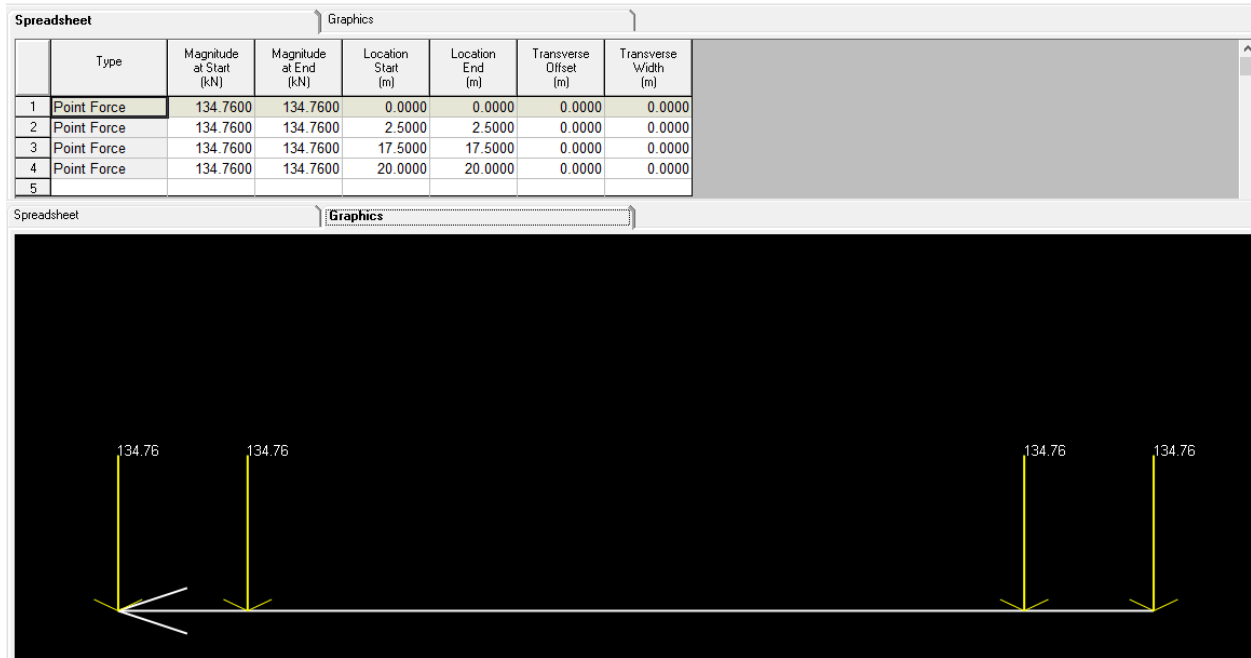 Spreadsheet Graphics
Type Magnitude at Start (kN) Magnitude at End (kN) Location Start (m) Location End (m) Transverse Offset (m) Transverse Width (m)
1 Point Force 134.7600 134.7600 0.0000 0.0000 0.0000 0.0000
2 Point Force 134.7600 134.7600 2.5000 2.5000 0.0000 0.0000
3 Point Force 134.7600 134.7600 17.5000 17.5000 0.0000 0.0000
4 Point Force 134.7600 134.7600 20.0000 20.0000 0.0000 0.0000
5
Spreadsheet Graphics
134.76 134.76 134.76 134.76